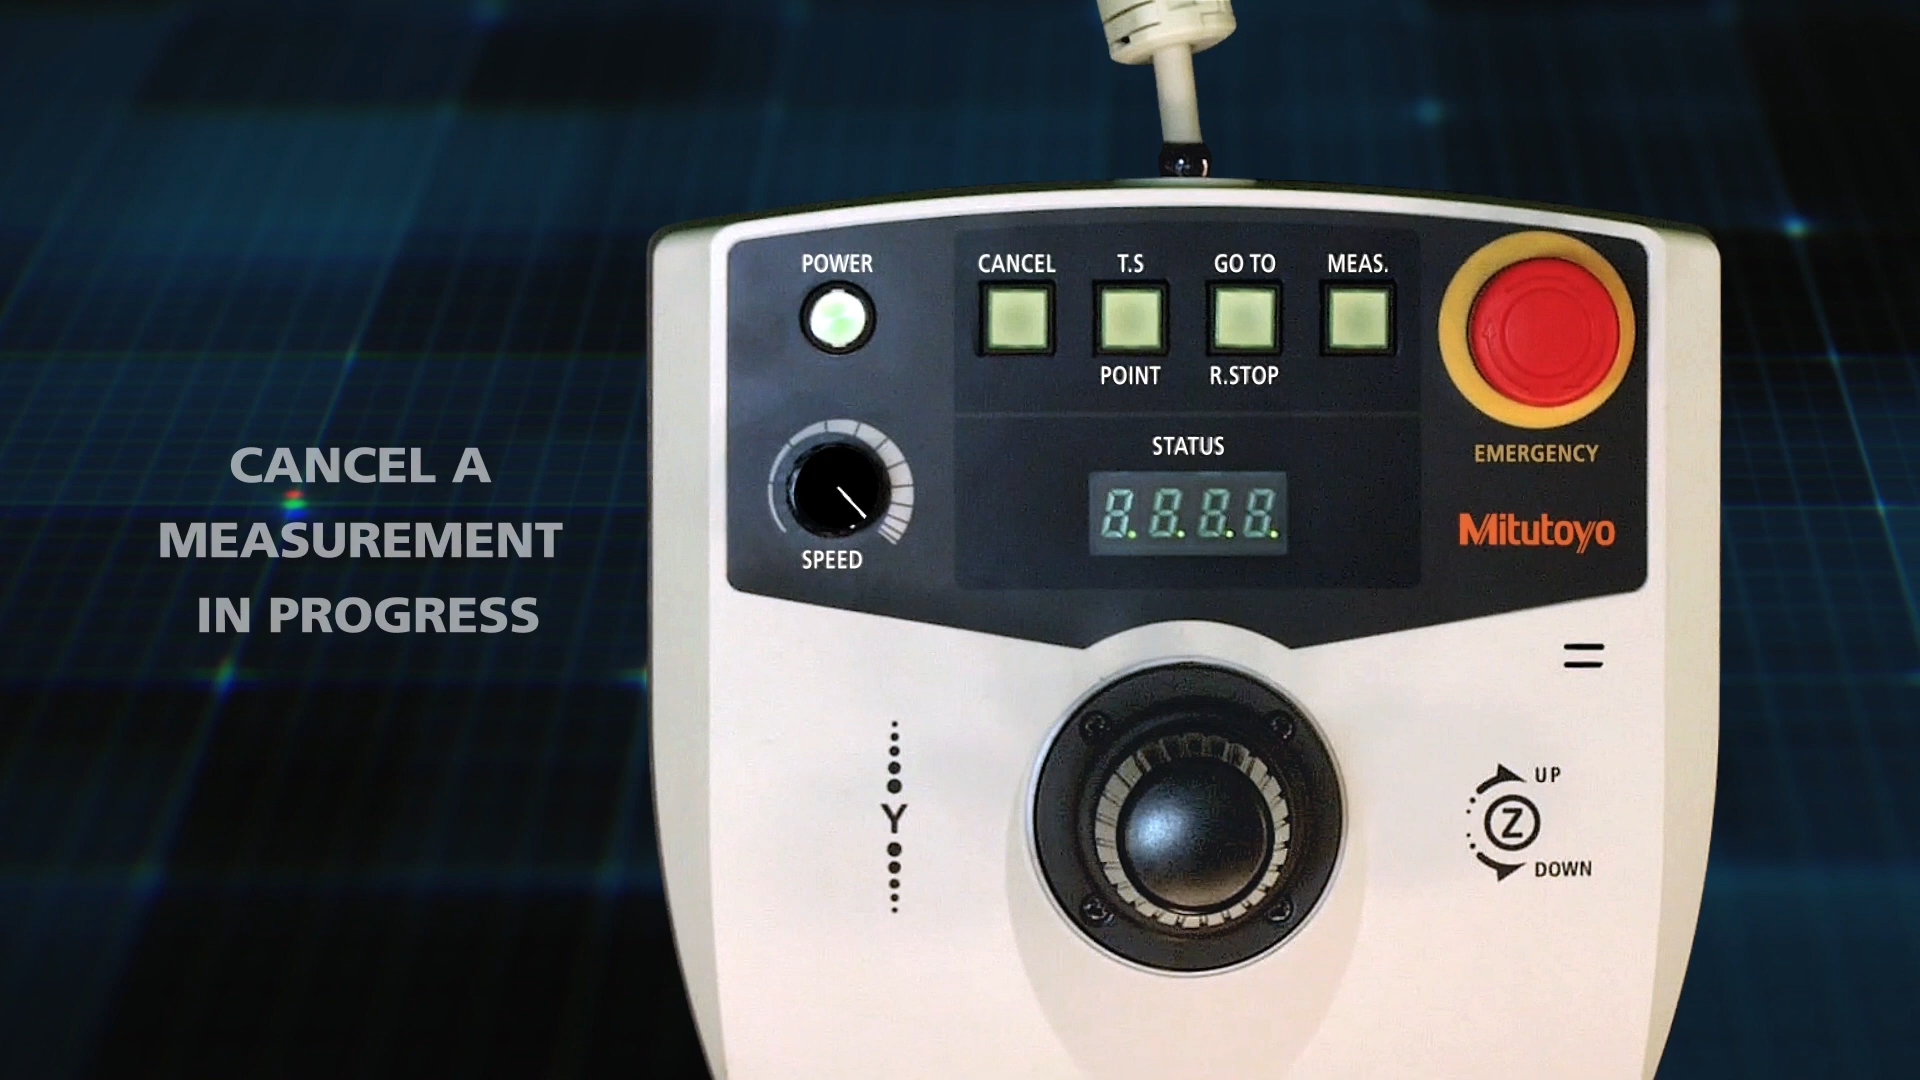 CANCEL A
MEASUREMENT
IN PROGRESS
POWER
CANCEL
T.S
GO TO
MEAS.
POINT
R.STOP
SPEED
STATUS
8.8.8.8.
EMERGENCY
Mitutoyo
Y
UP
Z
DOWN